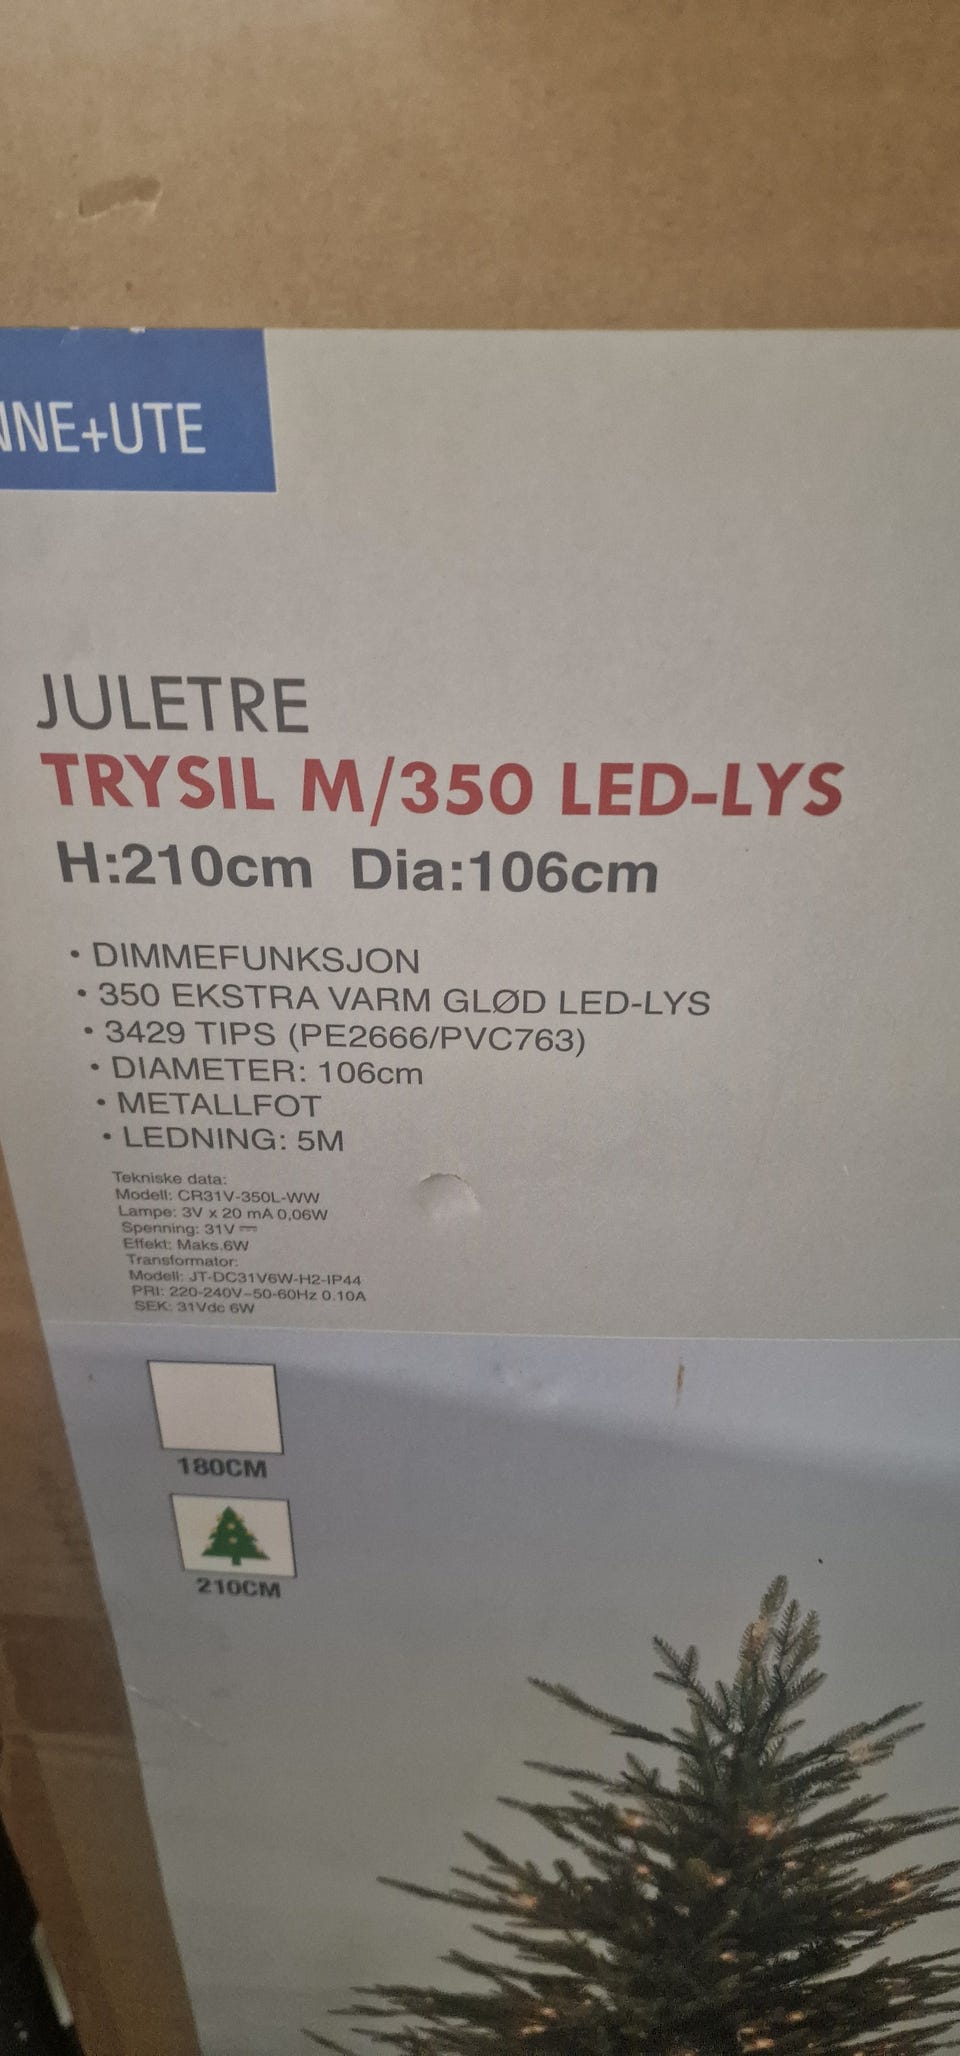 NNE+UTE
JULETRE
TRYSIL M/350 LED-LYS
H:210cm Dia:106cm
• DIMMEFUNKSJON
• 350 EKSTRA VARM GLØD LED-LYS
• 3429 TIPS (PE2666/PVC763)
• DIAMETER: 106cm
• METALLFOT
• LEDNING: 5M
Tekniske data:
Modell: CR31V-350L-WW
Lampe: 3V x 20 mA 0,06W
Spenning: 31V ⎓
Effekt: Maks.6W
Transformator:
Modell: JT-DC31V6W-H2-IP44
PRI: 220-240V~50-60Hz 0.10A
SEK: 31Vdc 6W
180CM
210CM